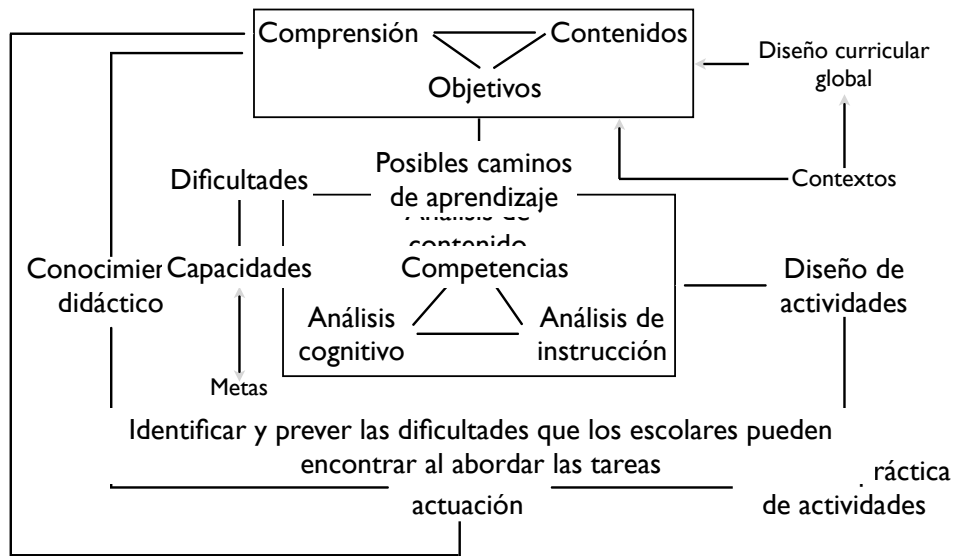 Comprensión
Contenidos
Objetivos
Diseño curricular
global
Contextos
Posibles caminos
de aprendizaje
Dificultades
contenido
Capacidades
Competencias
didáctico
Diseño de
actividades
Análisis
cognitivo
Análisis de
instrucción
Metas
Identificar y prever las dificultades que los escolares pueden
encontrar al abordar las tareas
actuación
ráctica
de actividades